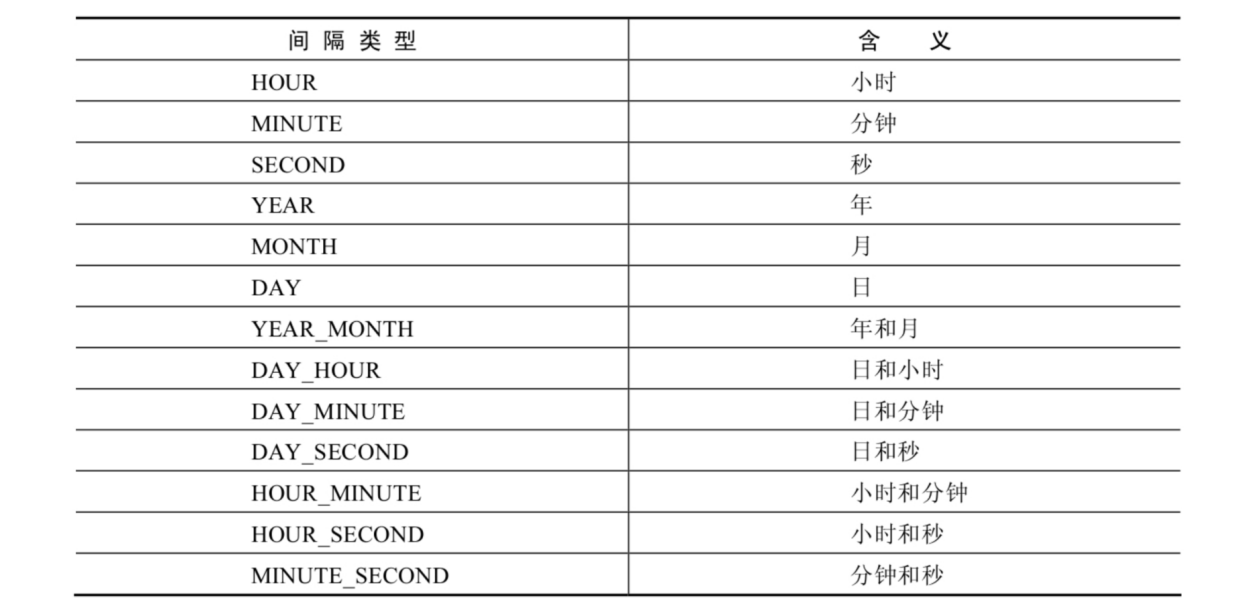 间隔类型 含义
HOUR 小时
MINUTE 分钟
SECOND 秒
YEAR 年
MONTH 月
DAY 日
YEAR_MONTH 年和月
DAY_HOUR 日和小时
DAY_MINUTE 日和分钟
DAY_SECOND 日和秒
HOUR_MINUTE 小时和分钟
HOUR_SECOND 小时和秒
MINUTE_SECOND 分钟和秒